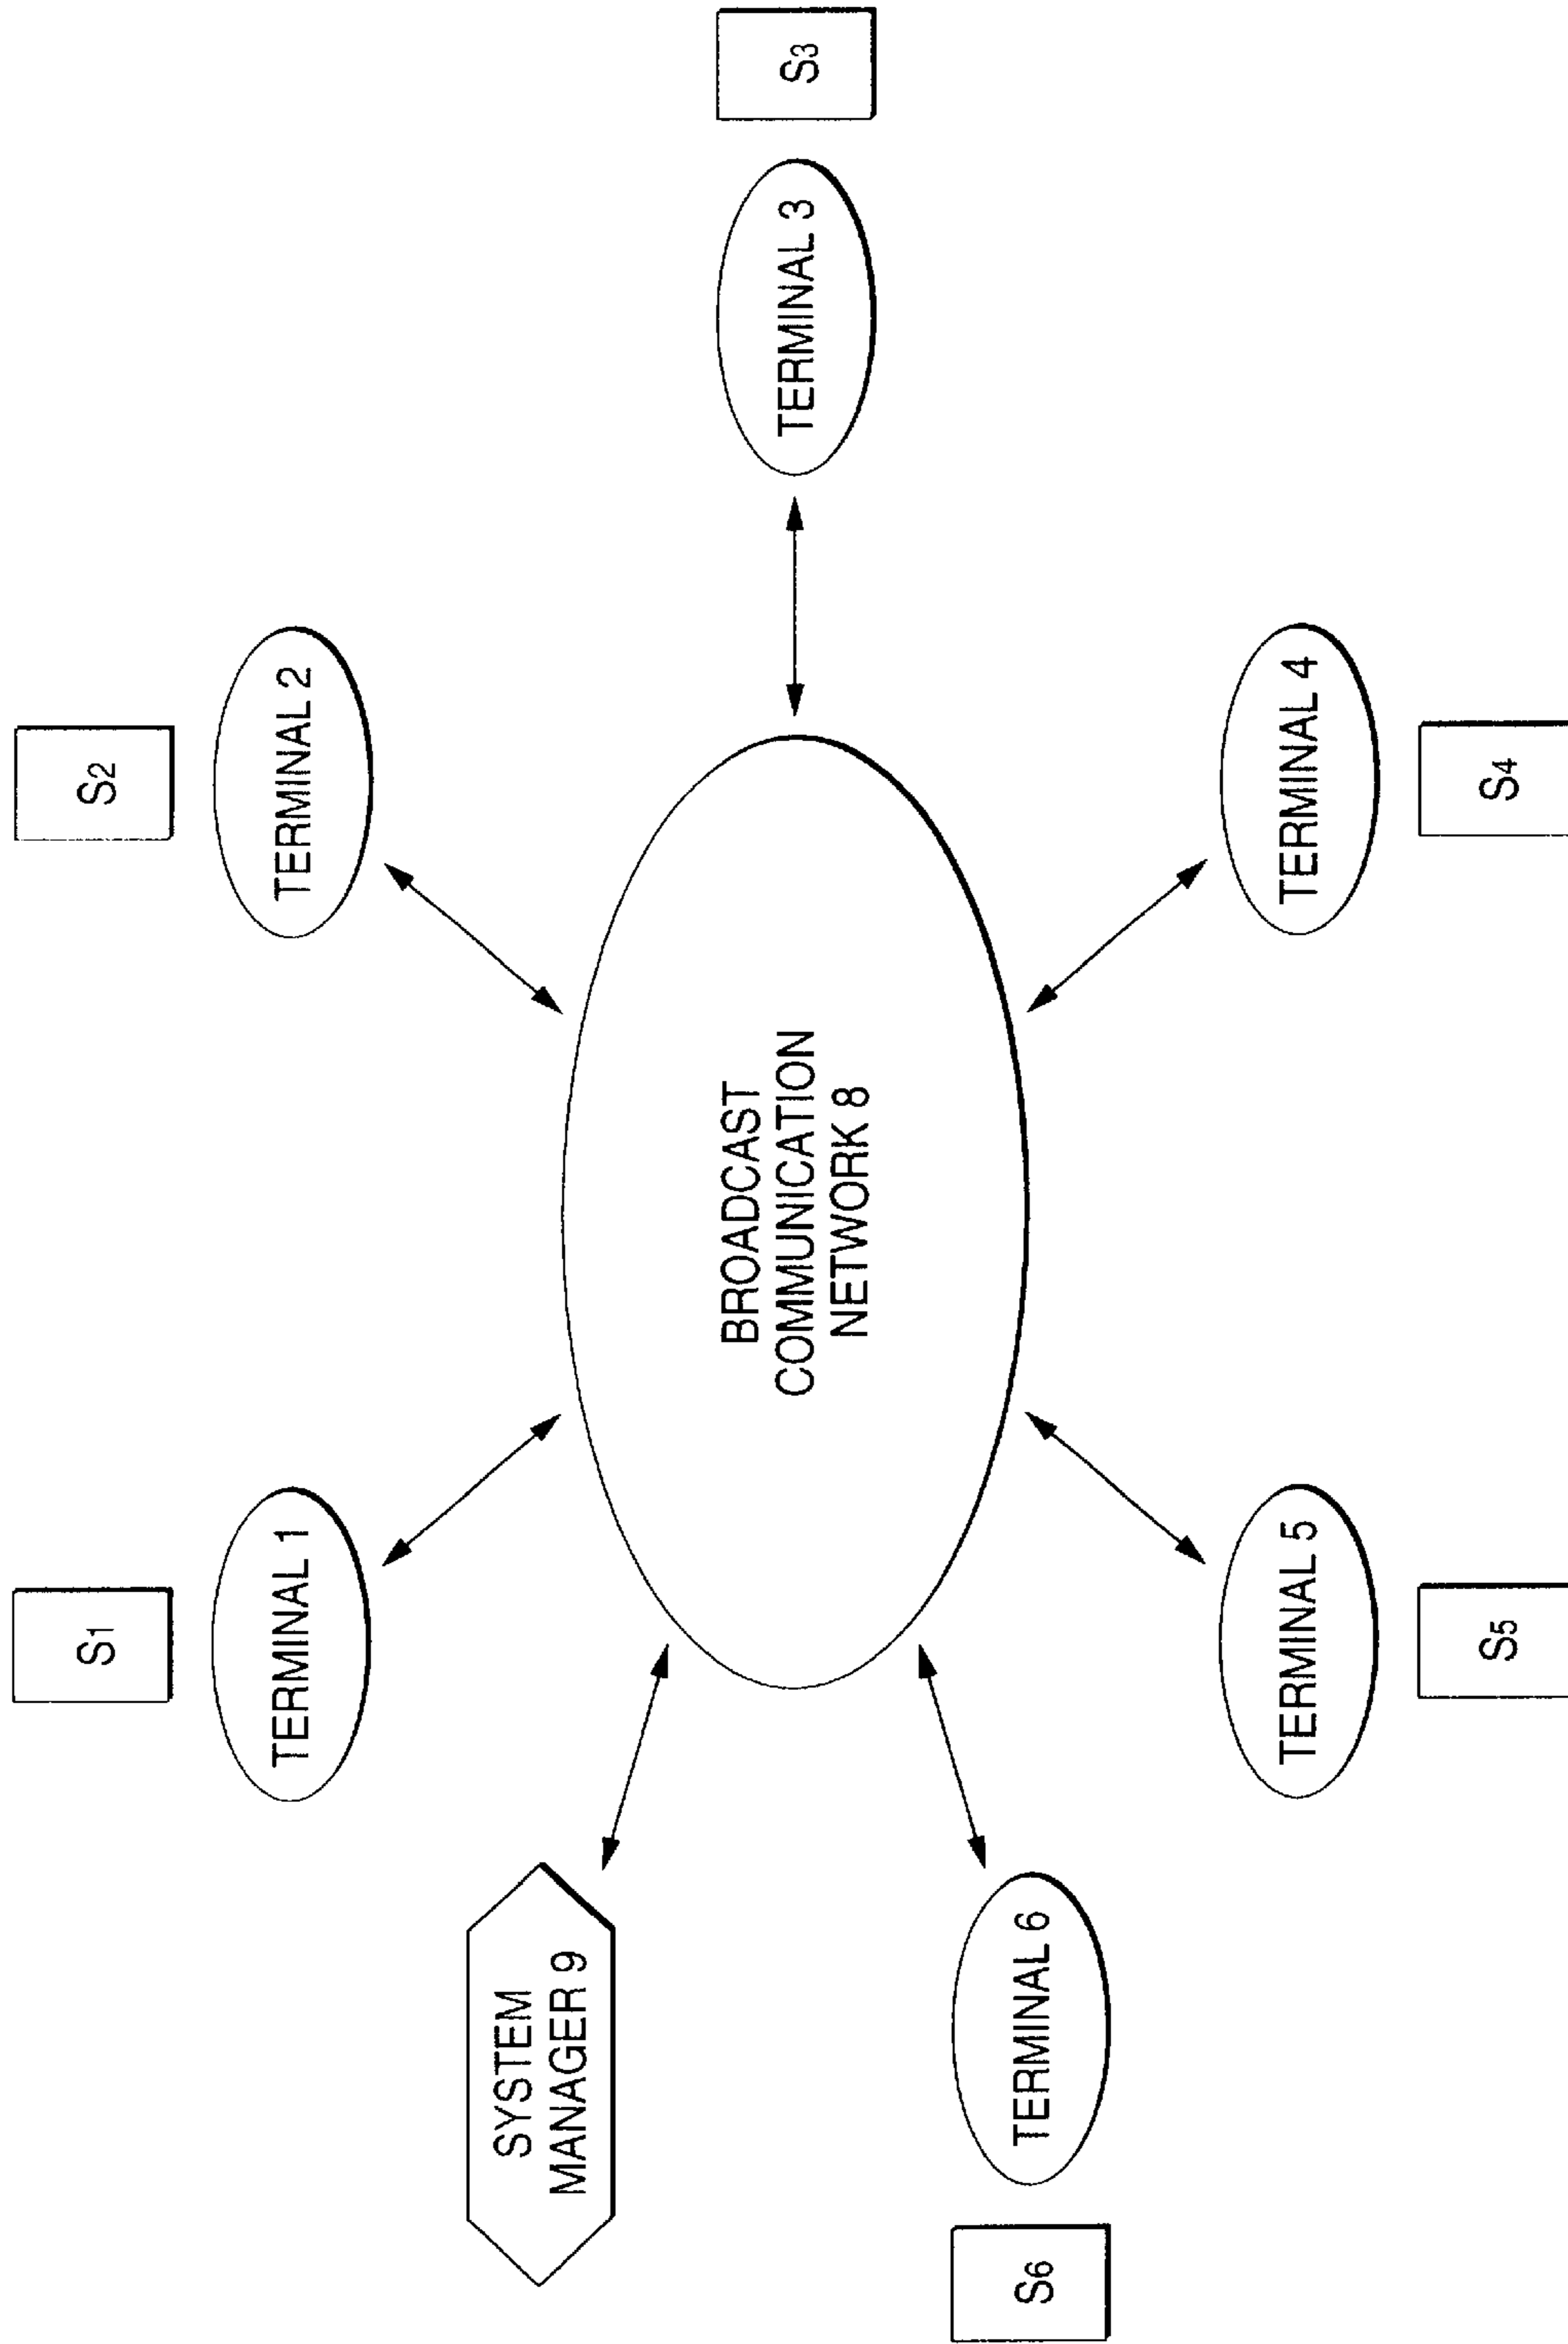 S1
S2
TERMINAL 1
TERMINAL 2
SYSTEM
MANAGER 9
BROADCAST
COMMUNICATION
NETWORK 8
TERMINAL 3
S3
S6
TERMINAL 6
TERMINAL 5
TERMINAL 4
S5
S4